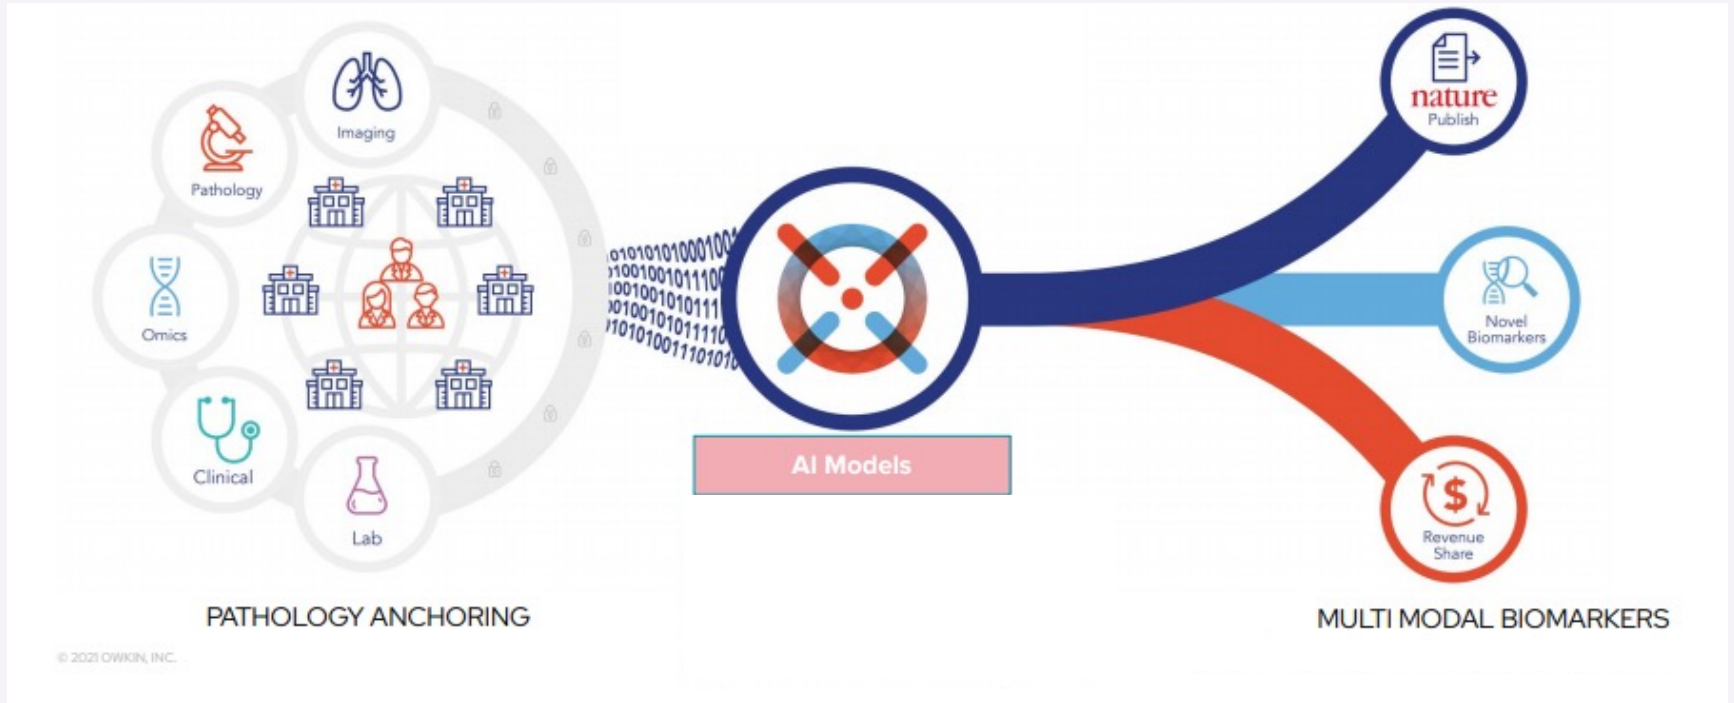 Imaging
Pathology
Omics
Clinical
Lab
PATHOLOGY ANCHORING
© 2021 OWKIN, INC.
AI Models
nature
Publish
Novel
Biomarkers
$
Revenue
Share
MULTI MODAL BIOMARKERS